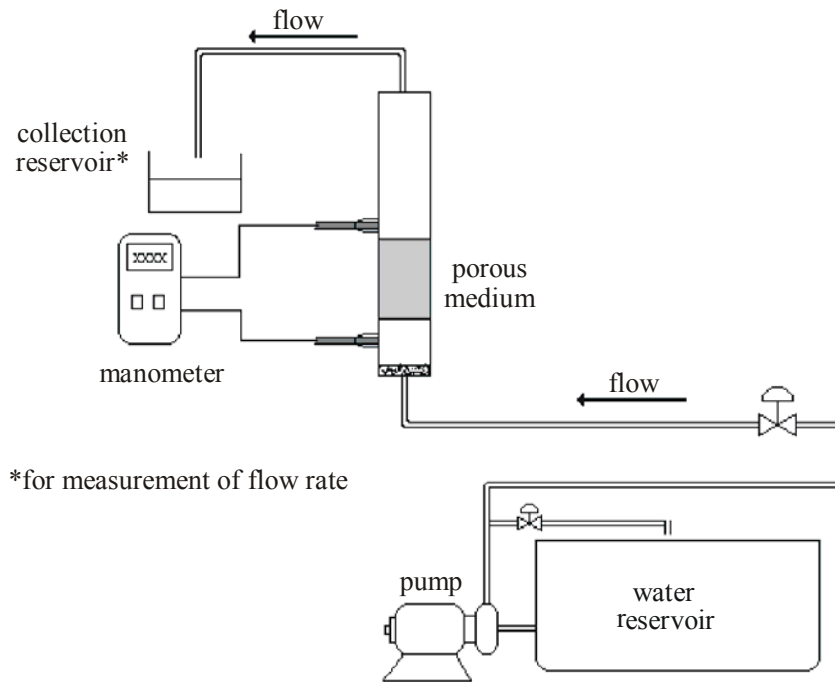 flow
collection
reservoir*
XXXX
porous
medium
manometer
flow
*for measurement of flow rate
pump
water
reservoir